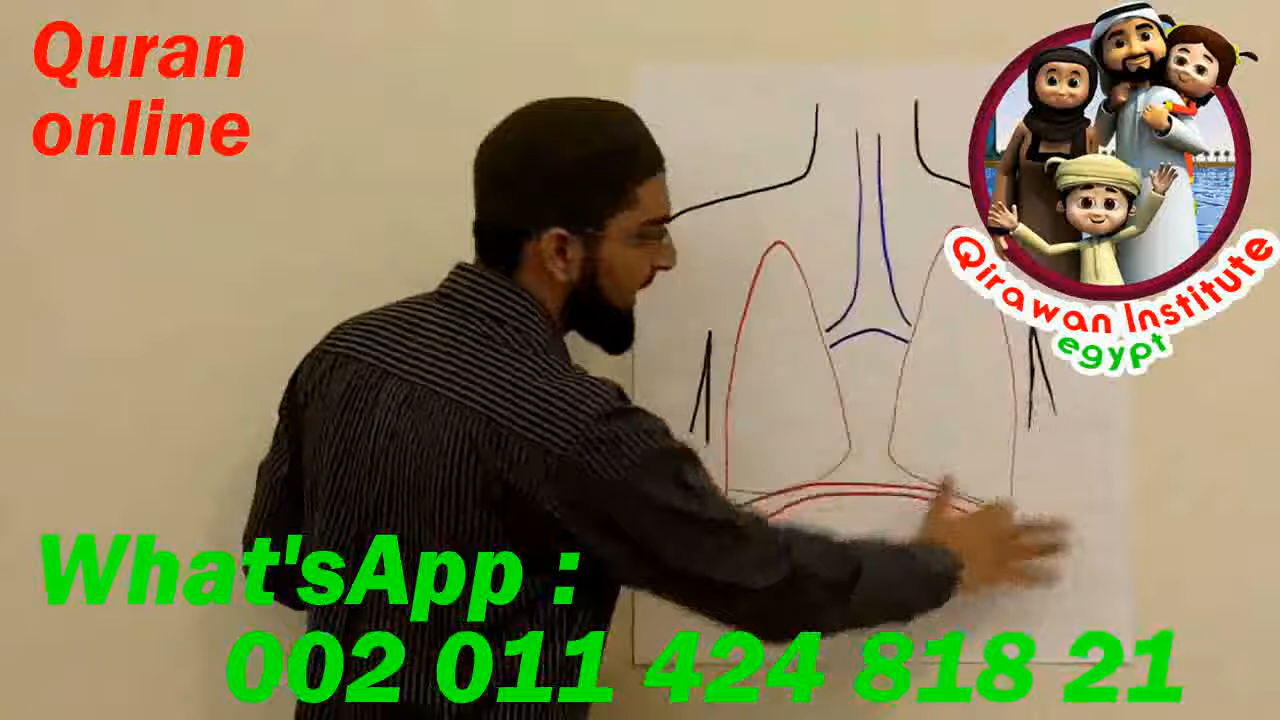 Quran
online
Qirawan Institute
egypt
What'sApp :
002 011 424 818 21